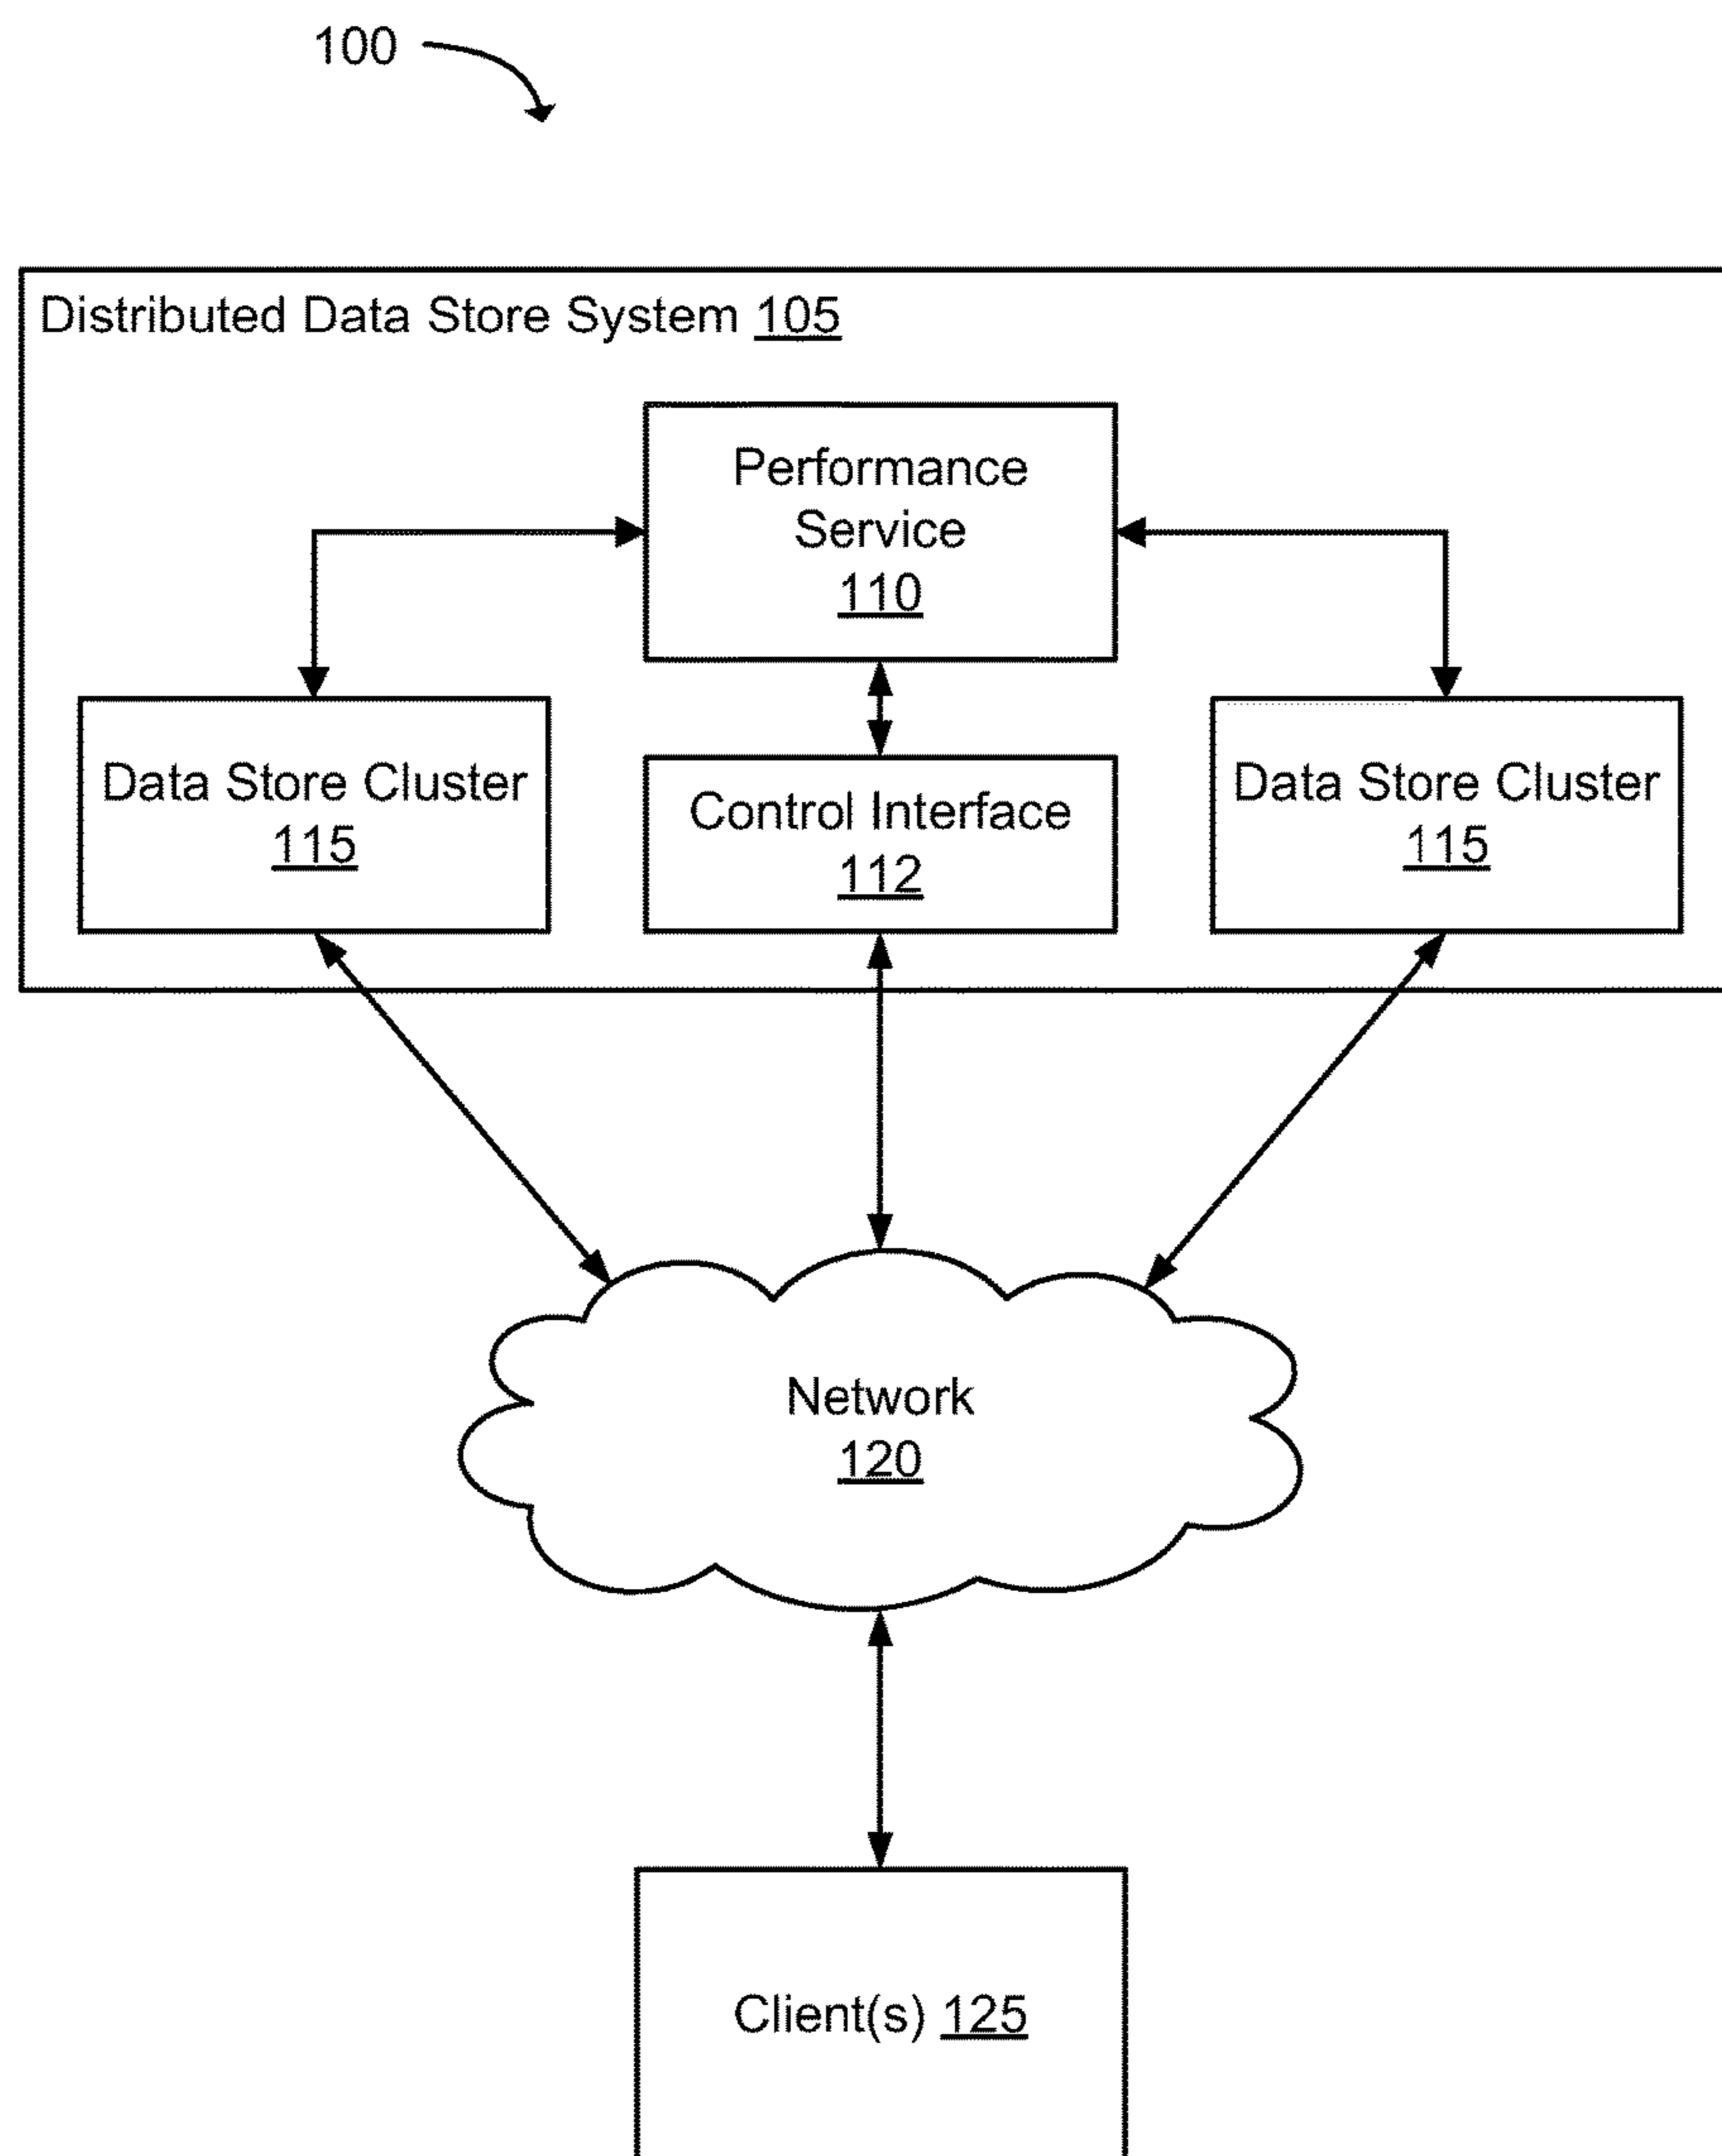 100
Distributed Data Store System 105
Performance
Service
110
Data Store Cluster
115
Control Interface
112
Data Store Cluster
115
Network
120
Client(s) 125